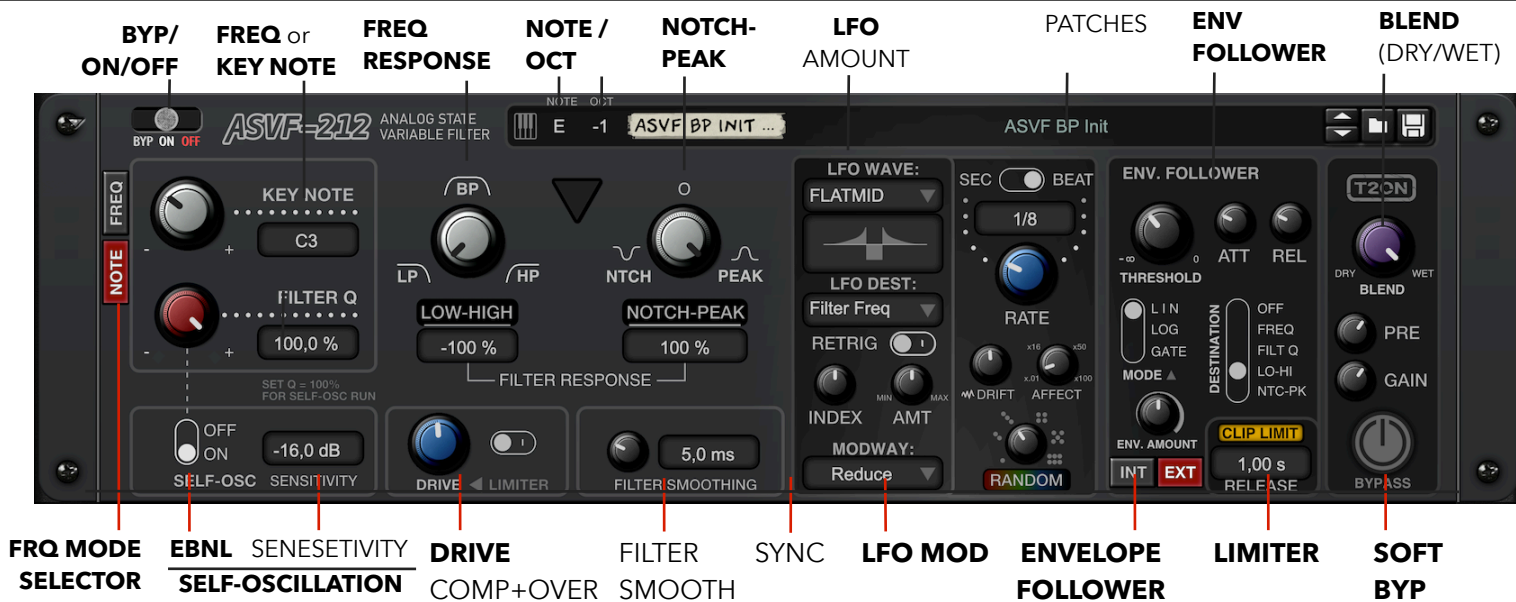 BYP/
ON/OFF
FREQ or
KEY NOTE
FREQ
RESPONSE
NOTE /
OCT
NOTCH-
PEAK
LFO
AMOUNT
PATCHES
ENV
FOLLOWER
BLEND
(DRY/WET)
BYP ON OFF
ASVF-212
ANALOG STATE
VARIABLE FILTER
NOTE OCT
E -1
ASVF BP INIT ...
ASVF BP Init
FREQ
NOTE
KEY NOTE
C3
- +
FILTER Q
100,0 %
- +
SET Q = 100%
FOR SELF-OSC RUN
BP
LP HP
LOW-HIGH
-100 %
O
NTCH PEAK
NOTCH-PEAK
100 %
FILTER RESPONSE
OFF
ON
SELF-OSC
-16,0 dB
SENSITIVITY
DRIVE
LIMITER
5,0 ms
FILTER SMOOTHING
LFO WAVE:
FLATMID
LFO DEST:
Filter Freq
RETRIG
INDEX
MIN MAX
AMT
MODWAY:
Reduce
SEC BEAT
1/8
RATE
DRIFT
x16 x50
x.01 x100
AFFECT
RANDOM
ENV. FOLLOWER
-∞ 0
THRESHOLD
ATT REL
LIN
LOG
GATE
MODE
DESTINATION
OFF
FREQ
FILT Q
LO-HI
NTC-PK
ENV. AMOUNT
INT EXT
CLIP LIMIT
1,00 s
RELEASE
T2ON
DRY WET
BLEND
PRE
GAIN
BYPASS
FRQ MODE
SELECTOR
EBNL SENESETIVITY
SELF-OSCILLATION
DRIVE
COMP+OVER
FILTER
SMOOTH
SYNC
LFO MOD
ENVELOPE
FOLLOWER
LIMITER
SOFT
BYP